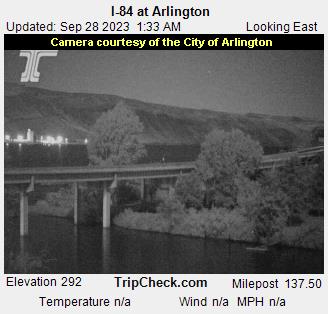 I-84 at Arlington
Updated: Sep 28 2023 1:33 AM Looking East
Camera courtesy of the City of Arlington
Elevation 292 TripCheck.com Milepost 137.50
Temperature n/a Wind n/a MPH n/a